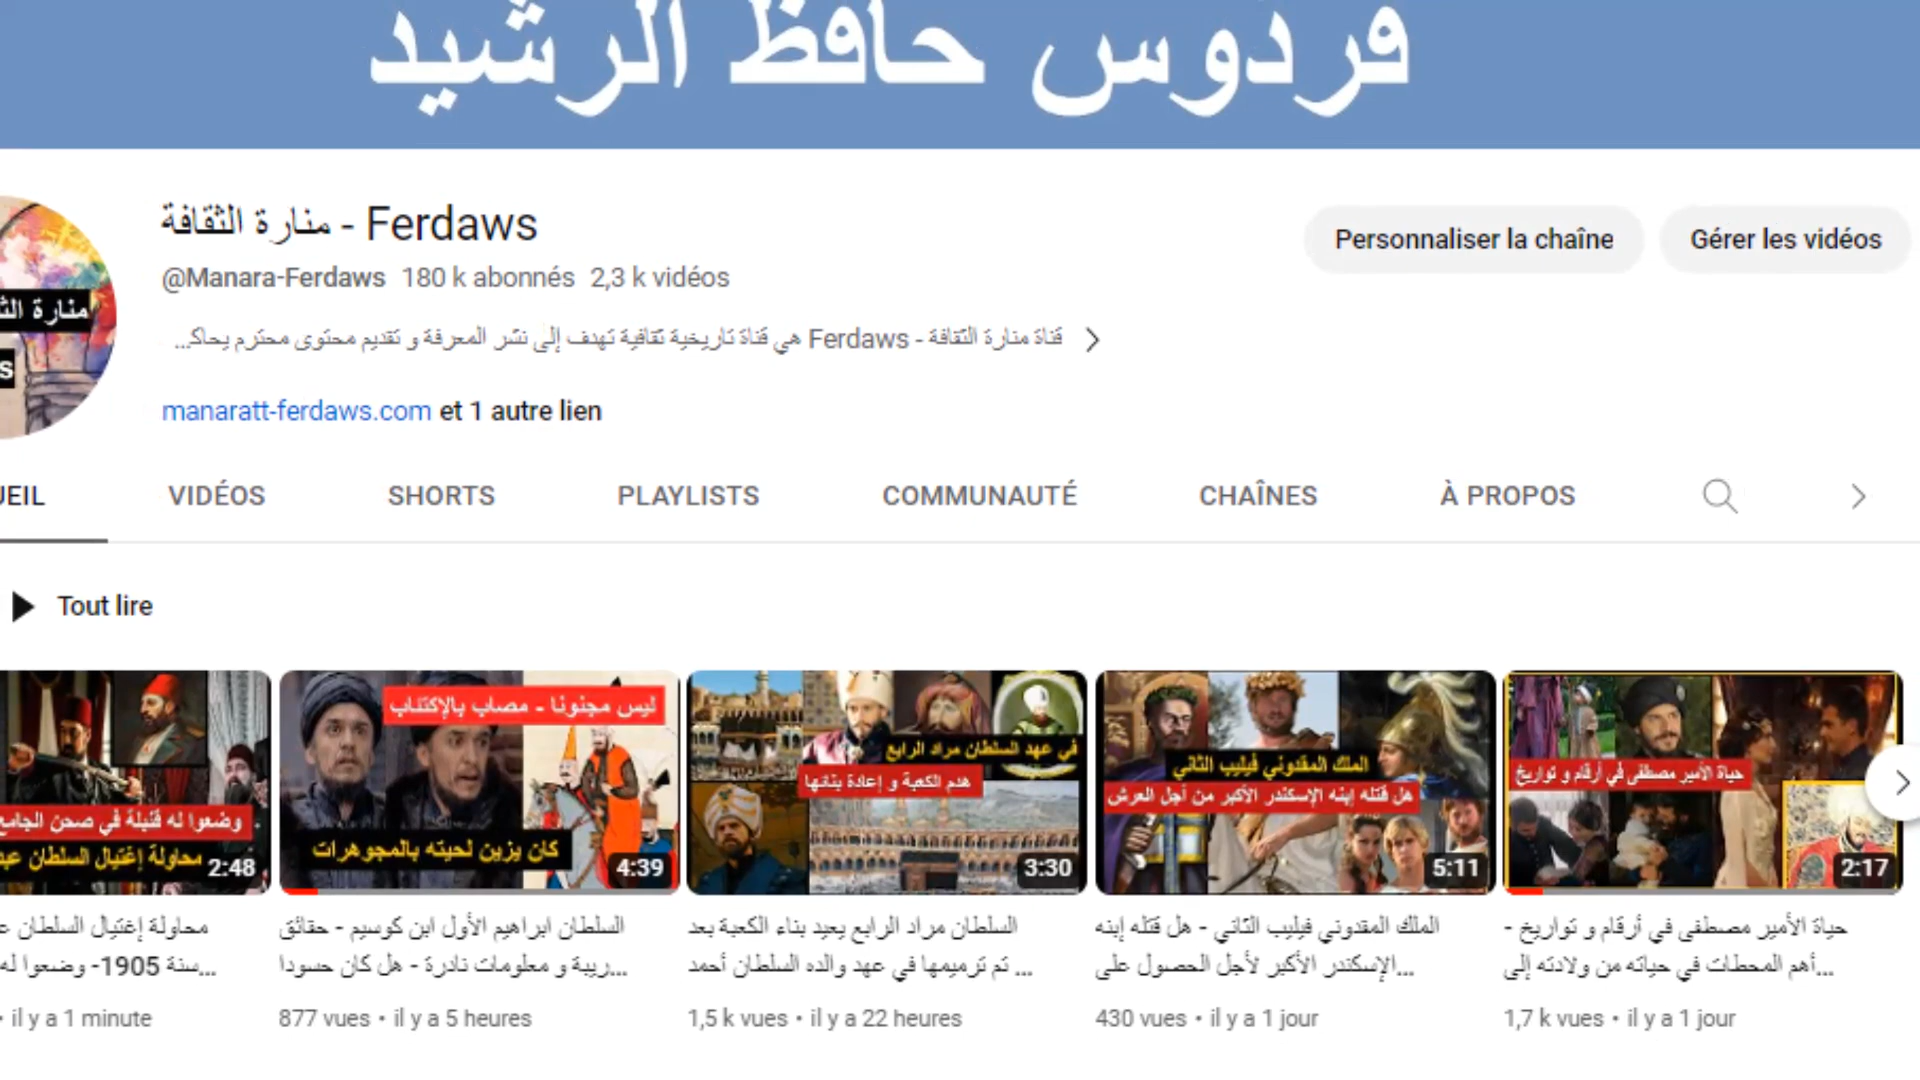 فردوس حافظ الرشيد
منارة الثقافة - Ferdaws
@Manara-Ferdaws 180 k abonnés 2,3 k vidéos
قناة منارة الثقافة - Ferdaws هي قناة تاريخية ثقافية تهدف إلى نشر المعرفة و تقديم محتوى محترم يحاك...
manaratt-ferdaws.com et 1 autre lien
Personnaliser la chaîne
Gérer les vidéos
منارة الث
s
UEIL VIDÉOS SHORTS PLAYLISTS COMMUNAUTÉ CHAÎNES À PROPOS
Tout lire
وضعوا له قنبلة في صحن الجامع
محاولة إغتيال السلطان عبد
2:48
محاولة إغتيال السلطان ع
سنة 1905- وضعوا له...
• il y a 1 minute
ليس مجنونا - مصاب بالإكتئاب
كان يزين لحيته بالمجوهرات
4:39
السلطان ابراهيم الأول ابن كوسيم - حقائق
ريبة و معلومات نادرة - هل كان حسودا...
877 vues • il y a 5 heures
في عهد السلطان مراد الرابع
هدم الكعبة و إعادة بنائها
3:30
السلطان مراد الرابع يعيد بناء الكعبة بعد
تم ترميمها في عهد والده السلطان أحمد ...
1,5 k vues • il y a 22 heures
الملك المقدوني فيليب الثاني
هل قتله إبنه الإسكندر الأكبر من أجل العرش
5:11
الملك المقدوني فيليب الثاني - هل قتله إبنه
الإسكندر الأكبر لأجل الحصول على...
430 vues • il y a 1 jour
حياة الأمير مصطفى في أرقام و تواريخ
2:17
حياة الأمير مصطفى في أرقام و تواريخ -
أهم المحطات في حياته من ولادته إلى...
1,7 k vues • il y a 1 jour